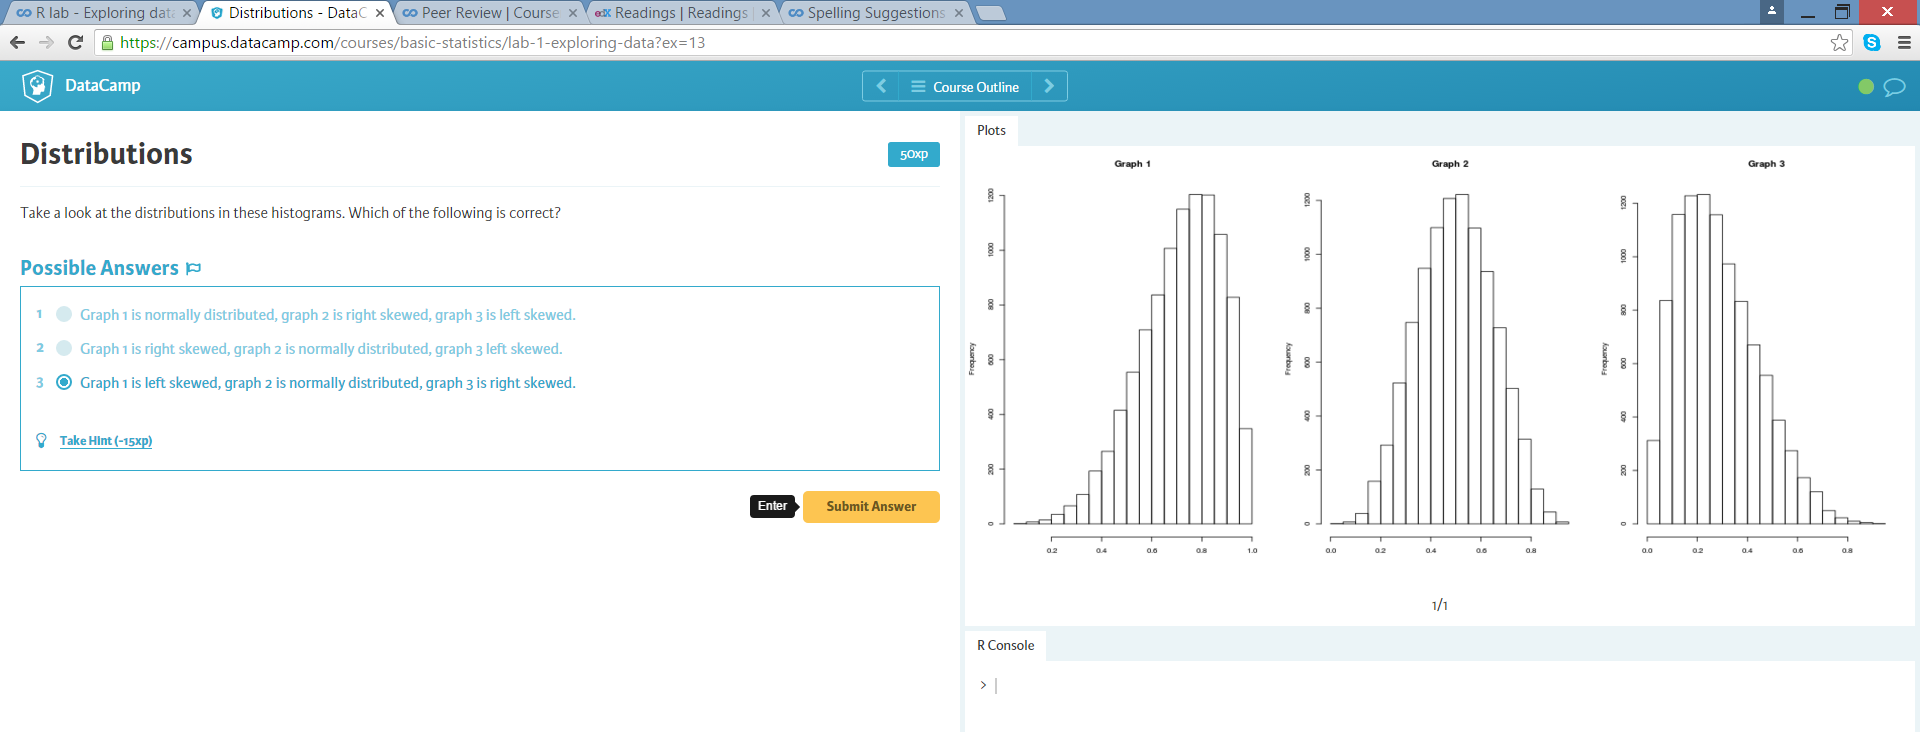 R lab - Exploring data
Distributions - DataC
Peer Review | Course
edX Readings | Readings
Spelling Suggestions
https://campus.datacamp.com/courses/basic-statistics/lab-1-exploring-data?ex=13
DataCamp
Course Outline
Distributions
50xp
Take a look at the distributions in these histograms. Which of the following is correct?
Possible Answers
1 Graph 1 is normally distributed, graph 2 is right skewed, graph 3 is left skewed.
2 Graph 1 is right skewed, graph 2 is normally distributed, graph 3 left skewed.
3 Graph 1 is left skewed, graph 2 is normally distributed, graph 3 is right skewed.
Take Hint (-15xp)
Enter
Submit Answer
Plots
Graph 1
Frequency
0 200 400 600 800 1000 1200
0.2 0.4 0.6 0.8 1.0
Graph 2
Frequency
0 200 400 600 800 1000 1200
0.0 0.2 0.4 0.6 0.8
Graph 3
Frequency
0 200 400 600 800 1000 1200
0.0 0.2 0.4 0.6 0.8
1/1
R Console
>